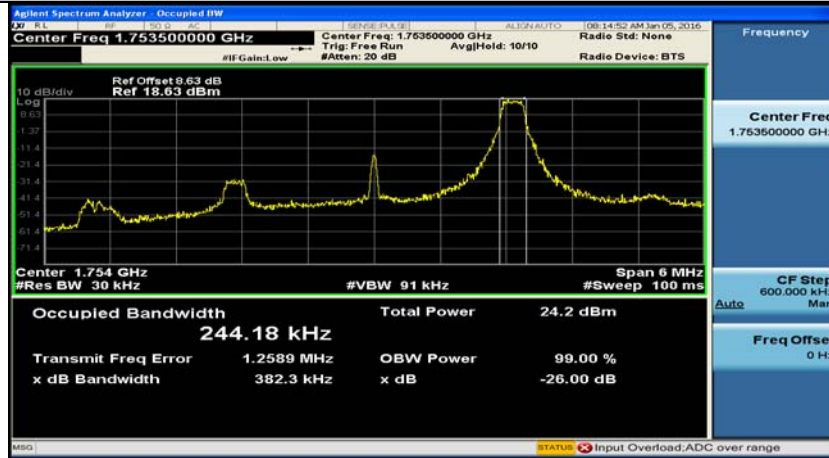 Agilent Spectrum Analyzer - Occupied BW
RL RF 50 Ω AC SENSE:PULSE ALIGN AUTO 08:14:52 AM Jan 05, 2016
Center Freq 1.753500000 GHz Center Freq: 1.753500000 GHz Radio Std: None Frequency
Trig: Free Run Avg|Hold: 10/10
#IFGain:Low #Atten: 20 dB Radio Device: BTS
Ref Offset 8.63 dB
10 dB/div Ref 18.63 dBm
Log
8.63
-1.37
-11.4
-21.4
-31.4
-41.4
-51.4
-61.4
-71.4
Center Freq
1.753500000 GHz
Center 1.754 GHz Span 6 MHz
#Res BW 30 kHz #VBW 91 kHz #Sweep 100 ms
CF Step
600.000 kHz
Auto Man
Occupied Bandwidth Total Power 24.2 dBm
244.18 kHz
Transmit Freq Error 1.2589 MHz OBW Power 99.00 %
x dB Bandwidth 382.3 kHz x dB -26.00 dB
Freq Offse
0 Hz
MSG STATUS Input Overload;ADC over range